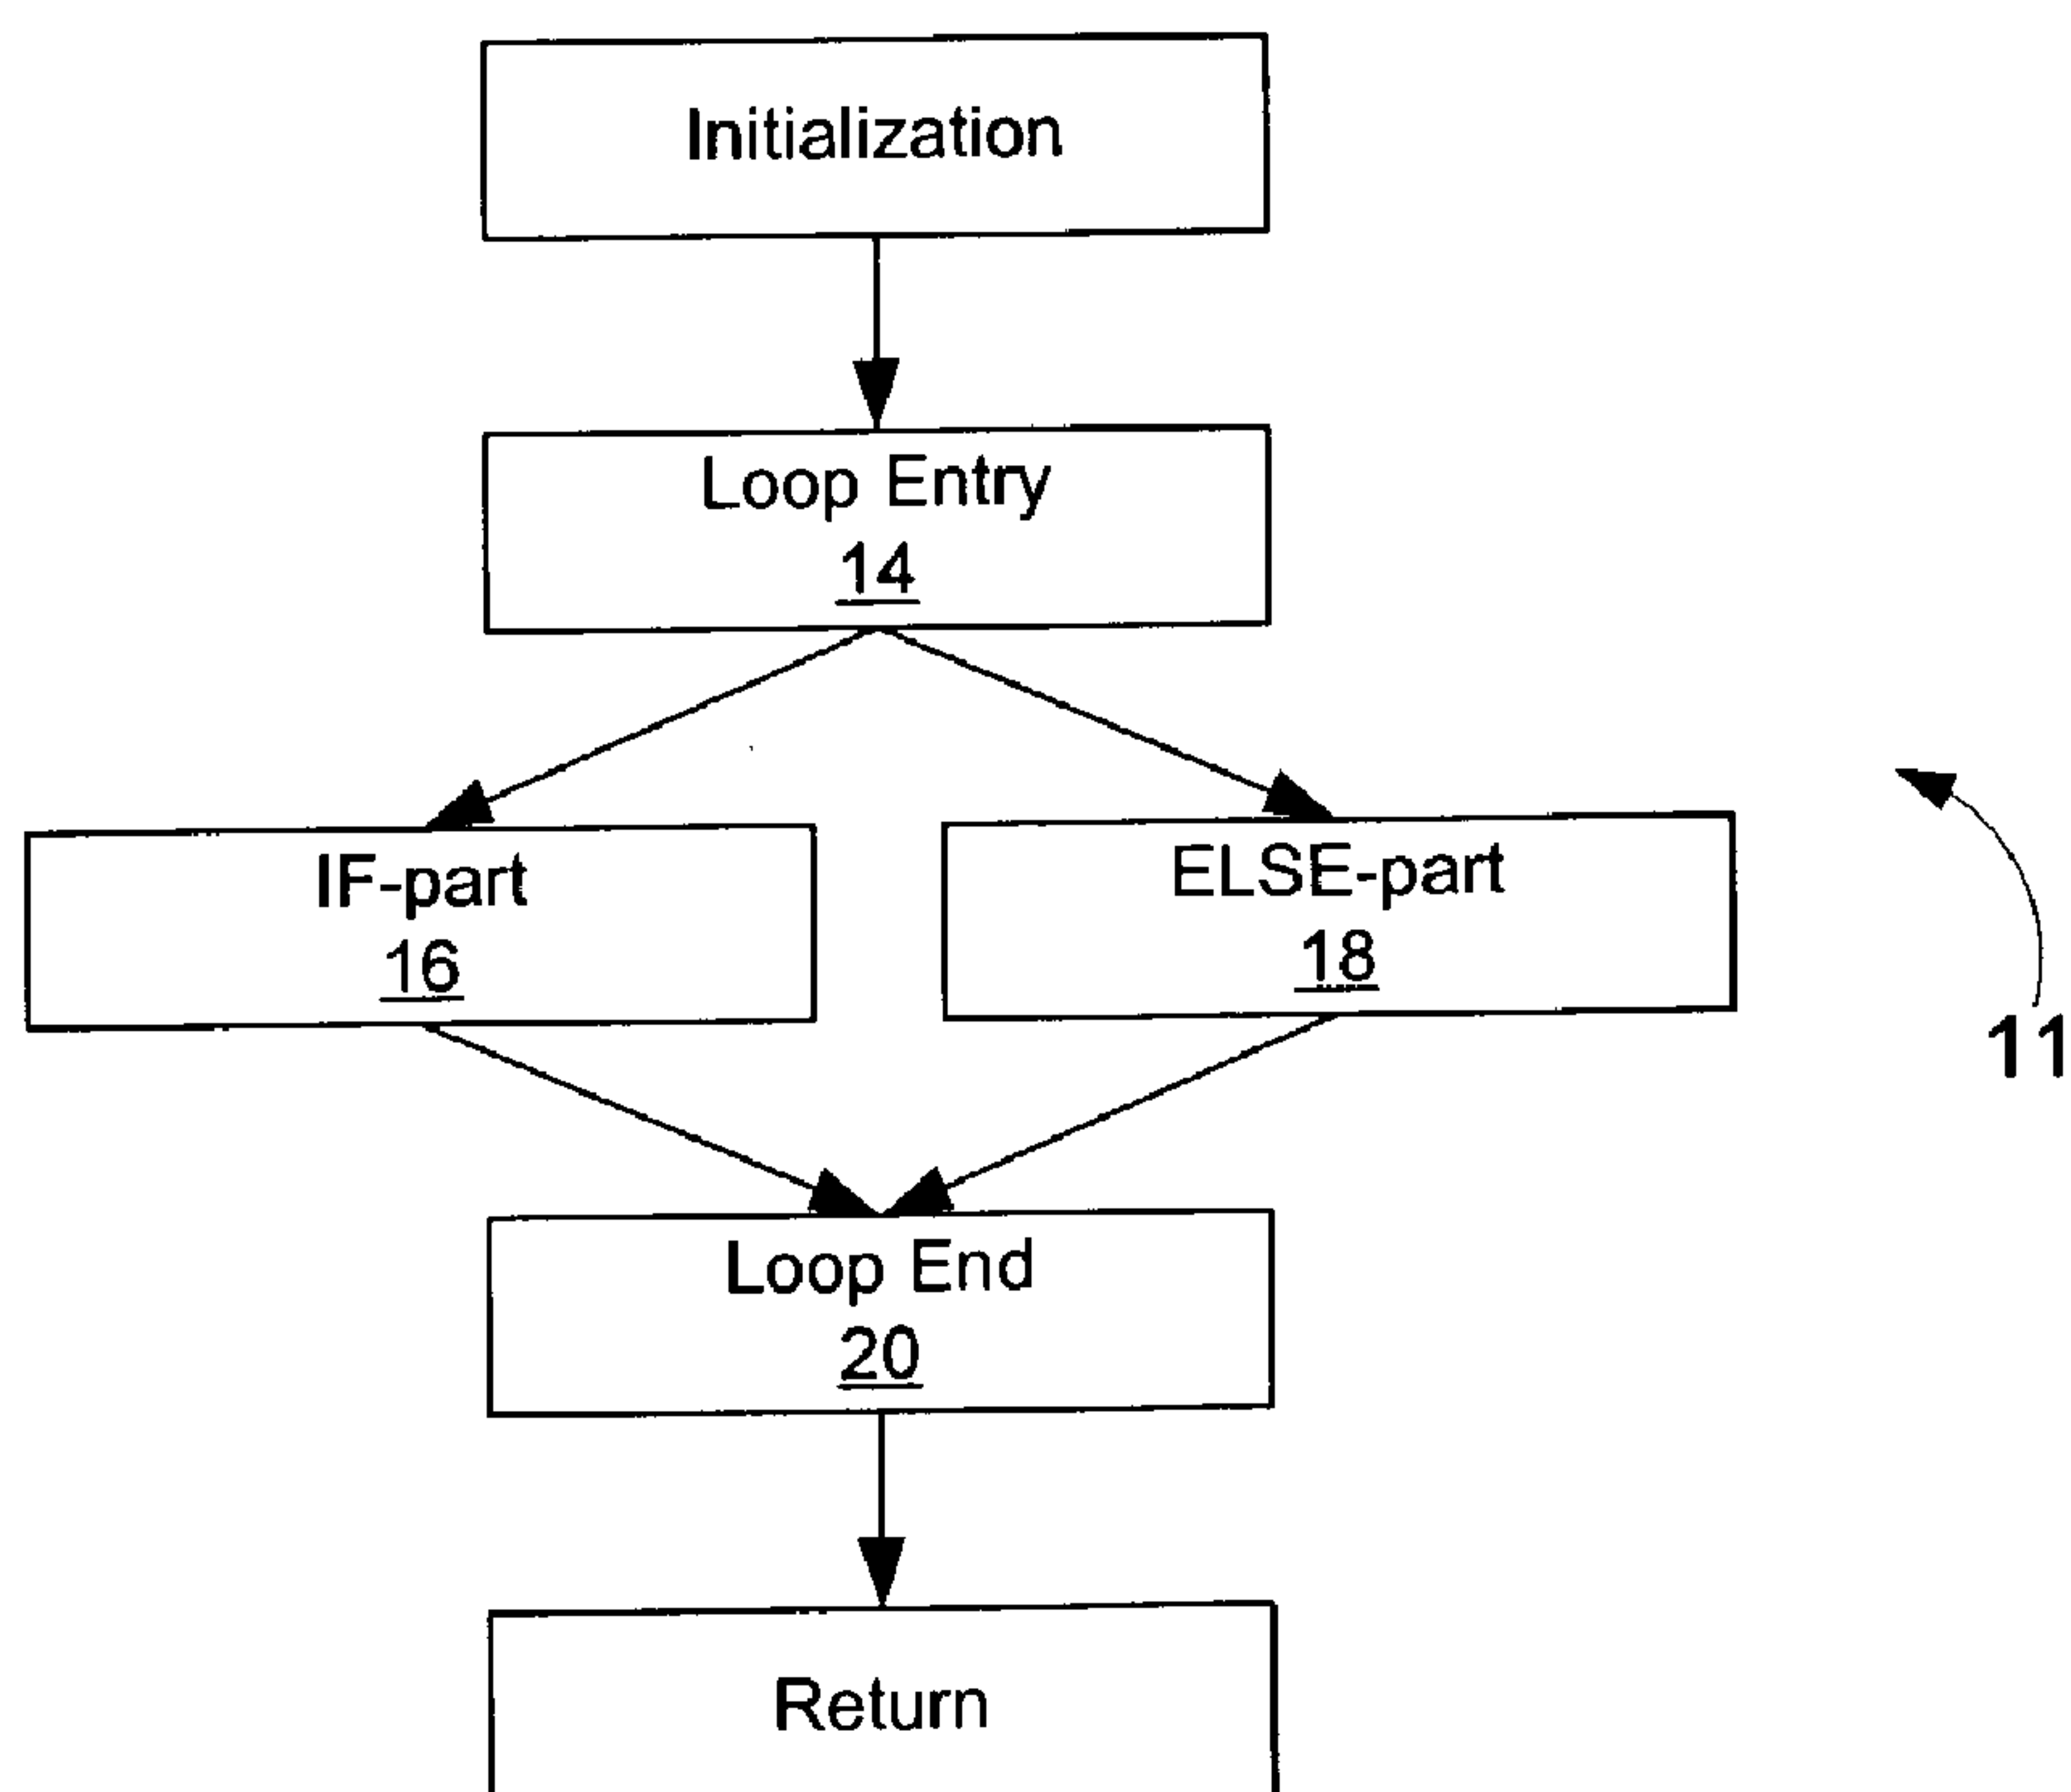 Initialization
Loop Entry
14
IF-part
16
ELSE-part
18
11
Loop End
20
Return